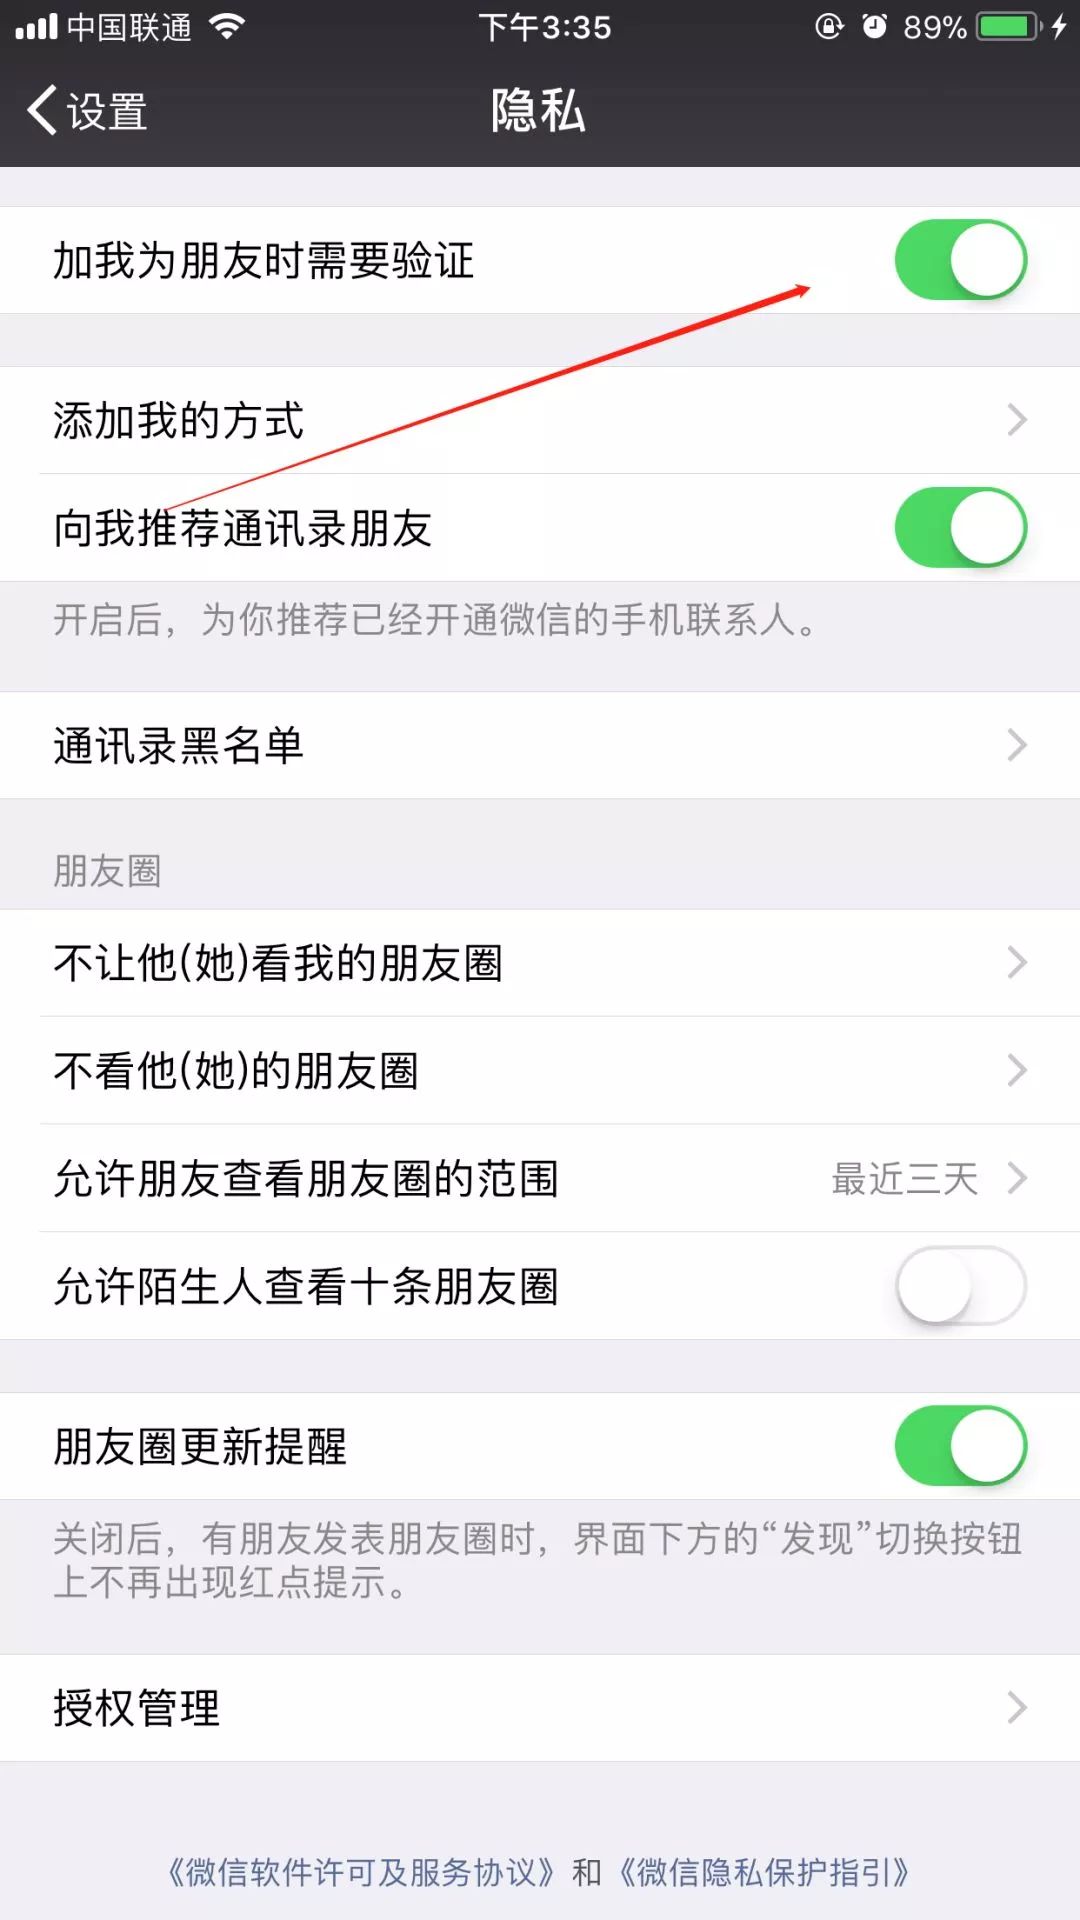 中国联通 下午3:35 89%
设置 隐私
加我为朋友时需要验证
添加我的方式
向我推荐通讯录朋友
开启后，为你推荐已经开通微信的手机联系人。
通讯录黑名单
朋友圈
不让他(她)看我的朋友圈
不看他(她)的朋友圈
允许朋友查看朋友圈的范围 最近三天
允许陌生人查看十条朋友圈
朋友圈更新提醒
关闭后，有朋友发表朋友圈时，界面下方的“发现”切换按钮
上不再出现红点提示。
授权管理
《微信软件许可及服务协议》和《微信隐私保护指引》